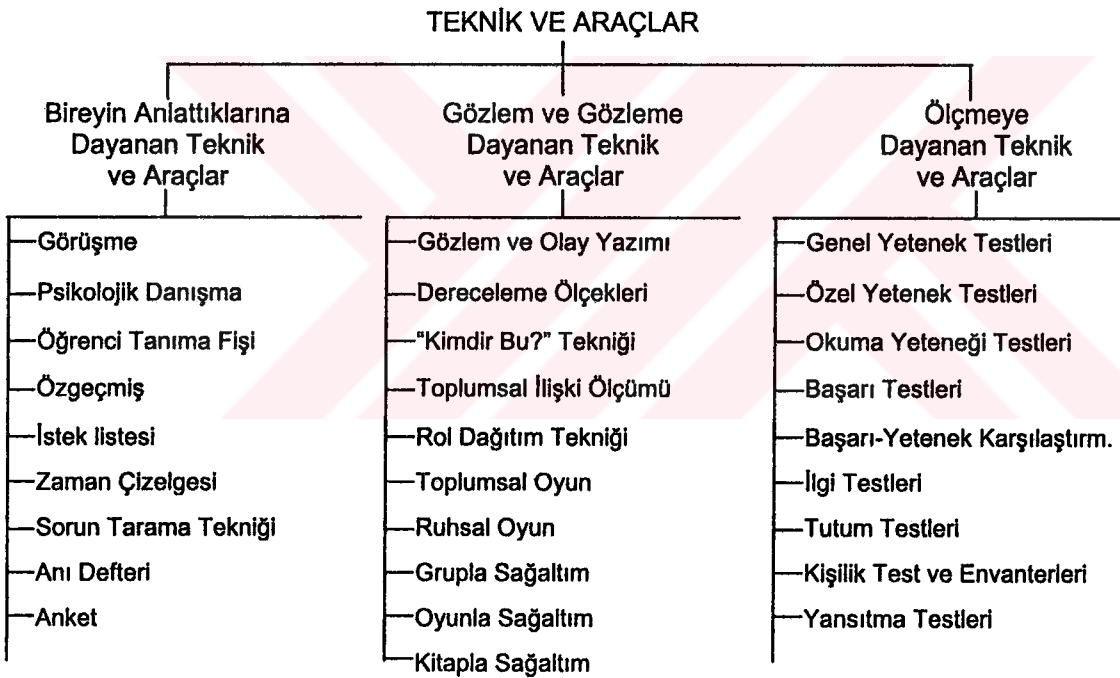 TEKNİK VE ARAÇLAR
Bireyin Anlattıklarına
Dayanan Teknik
ve Araçlar
Görüşme
Psikolojik Danışma
Öğrenci Tanıma Fişi
Özgeçmiş
İstek listesi
Zaman Çizelgesi
Sorun Tarama Tekniği
Anı Defteri
Anket
Gözlem ve Gözleme
Dayanan Teknik
ve Araçlar
Gözlem ve Olay Yazımı
Dereceleme Ölçekleri
“Kimdir Bu?” Tekniği
Toplumsal İlişki Ölçümü
Rol Dağıtım Tekniği
Toplumsal Oyun
Ruhsal Oyun
Grupla Sağaltım
Oyunla Sağaltım
Kitapla Sağaltım
Ölçmeye
Dayanan Teknik
ve Araçlar
Genel Yetenek Testleri
Özel Yetenek Testleri
Okuma Yeteneği Testleri
Başarı Testleri
Başarı-Yetenek Karşılaştırm.
İlgi Testleri
Tutum Testleri
Kişilik Test ve Envanterleri
Yansıtma Testleri